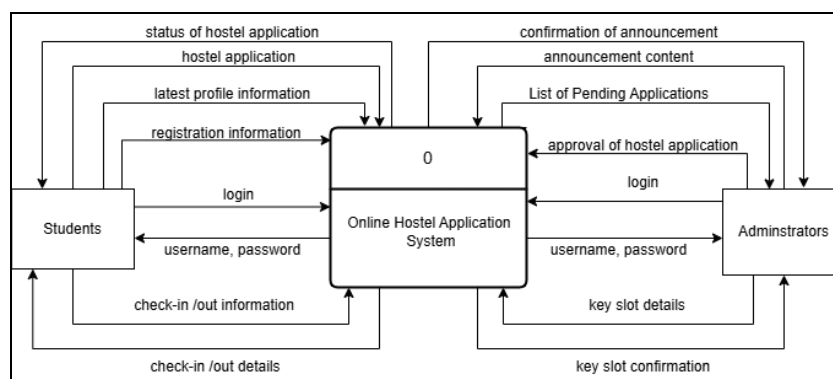 status of hostel application
confirmation of announcement
hostel application
announcement content
latest profile information
List of Pending Applications
registration information
0
approval of hostel application
login
login
Students
Online Hostel Application
System
Adminstrators
username, password
username, password
check-in /out information
key slot details
check-in /out details
key slot confirmation